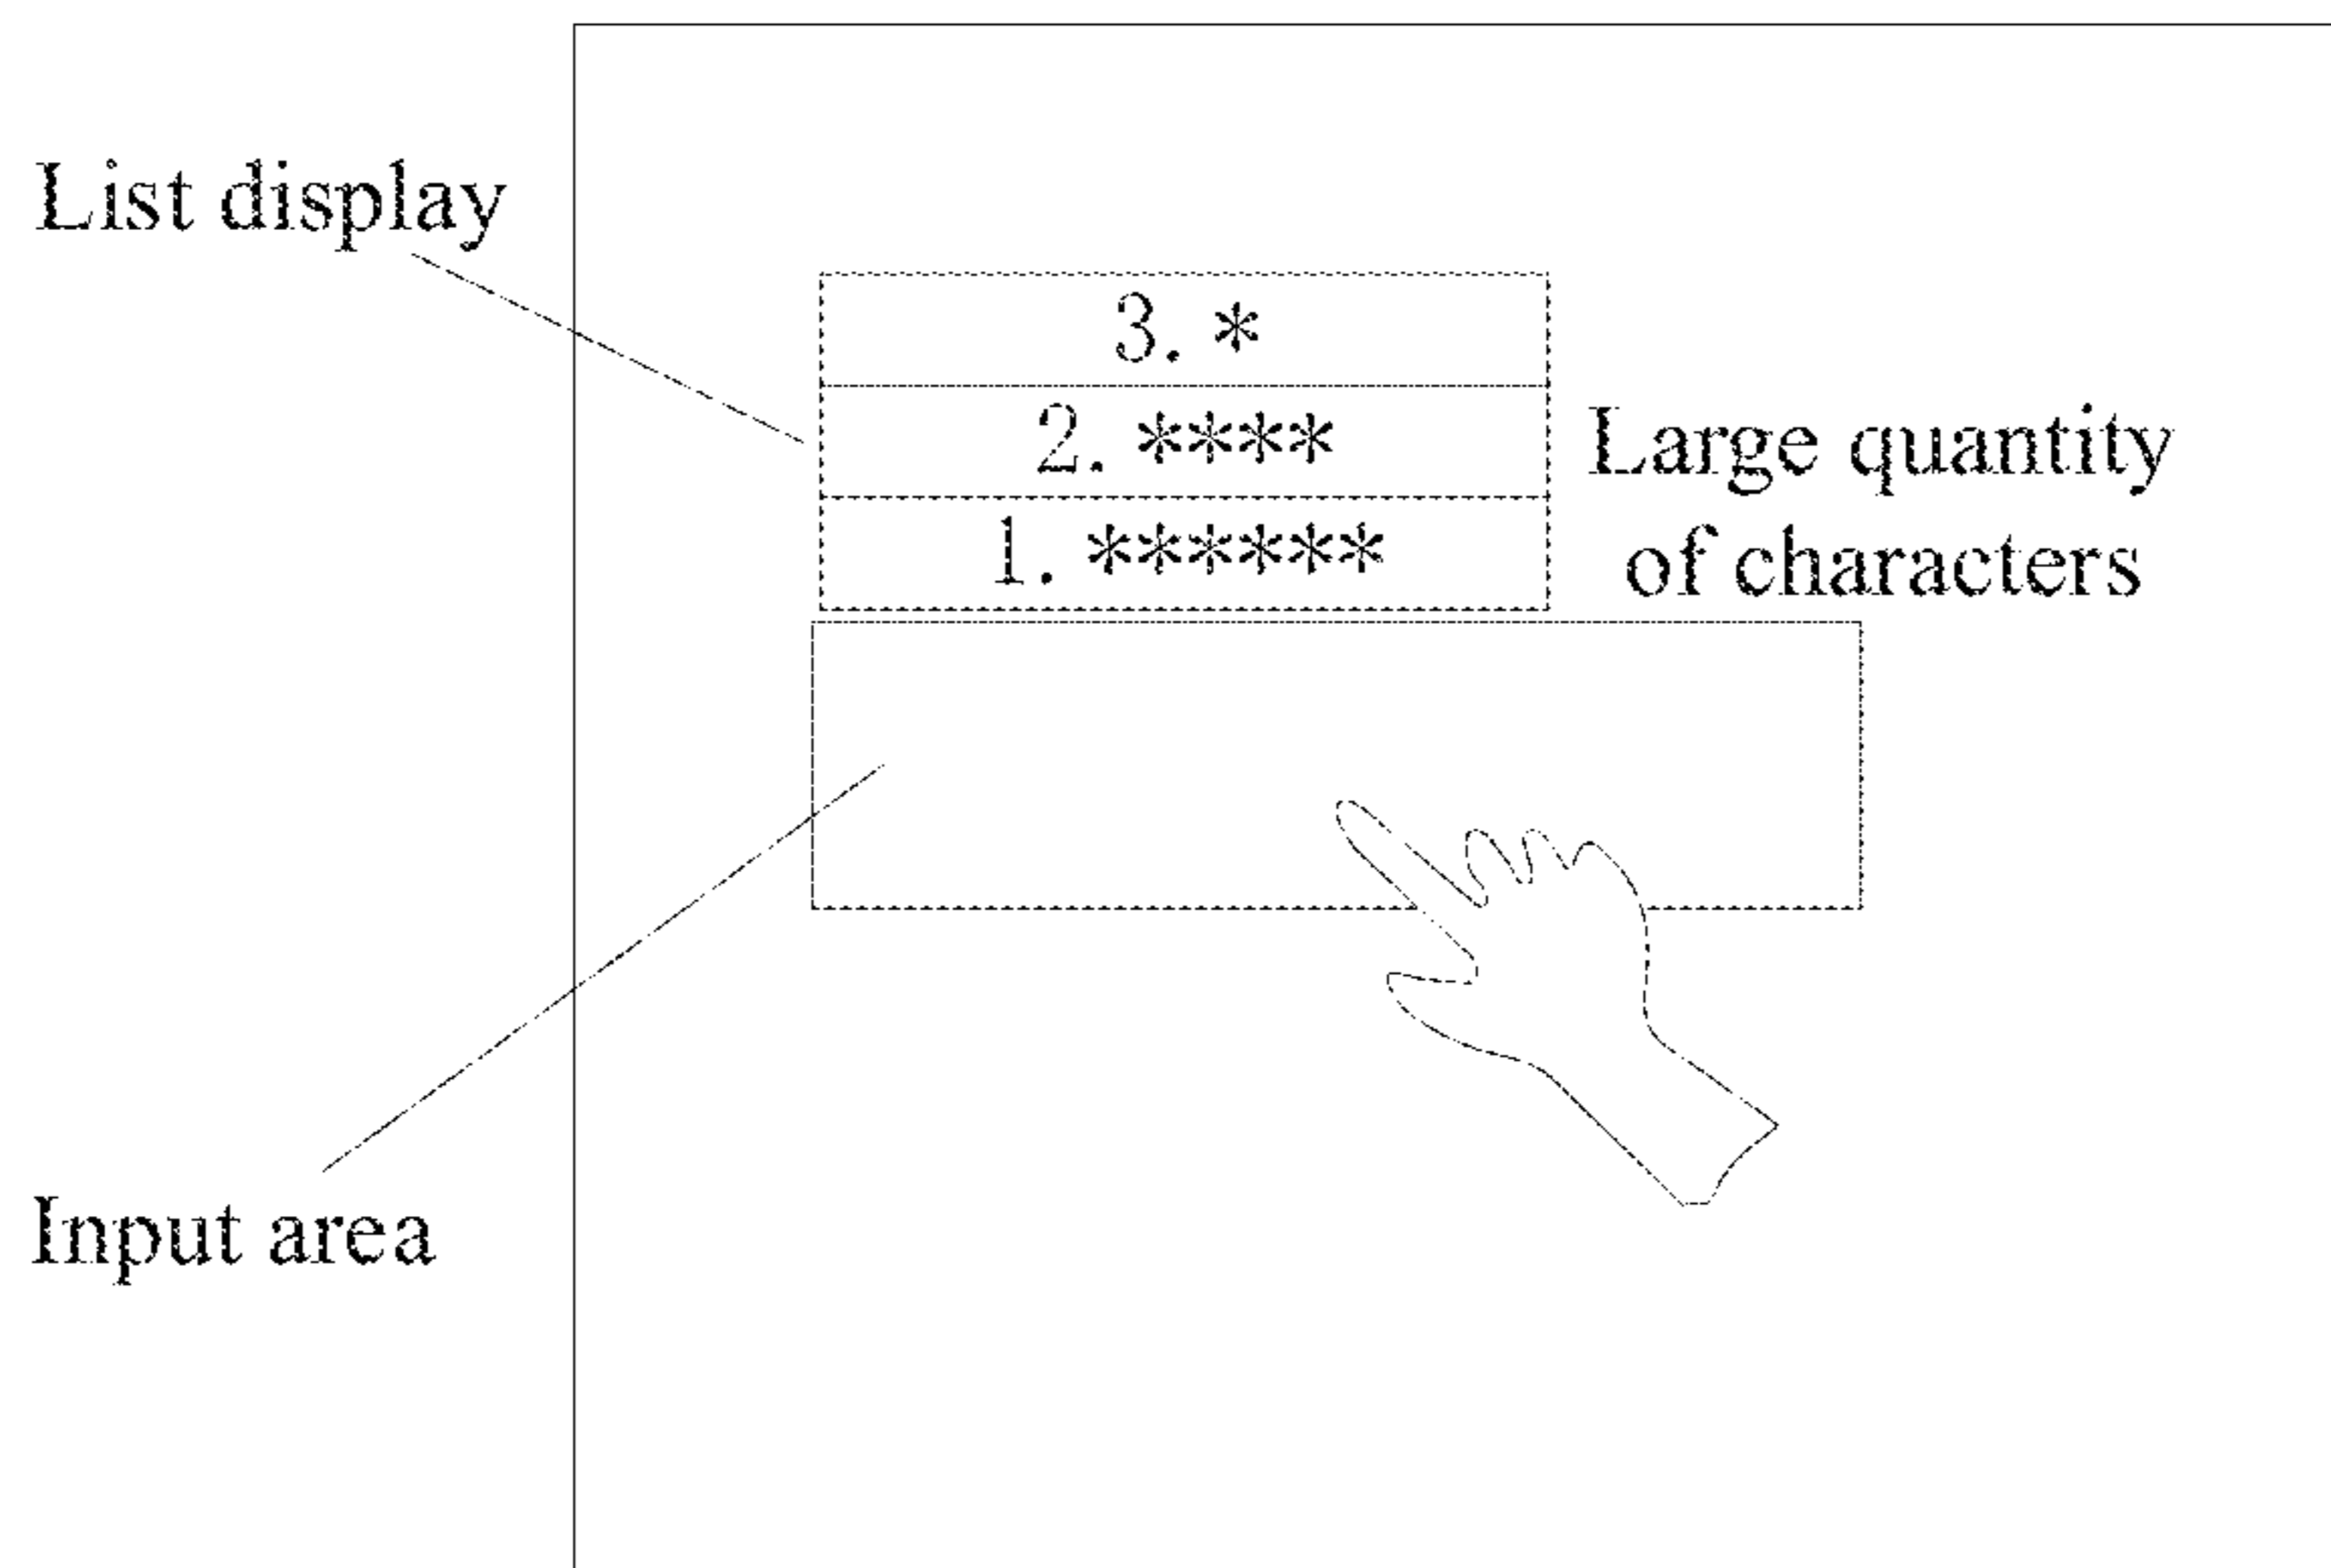 List display
3. *
2. ****
1. ******
Large quantity
of characters
Input area